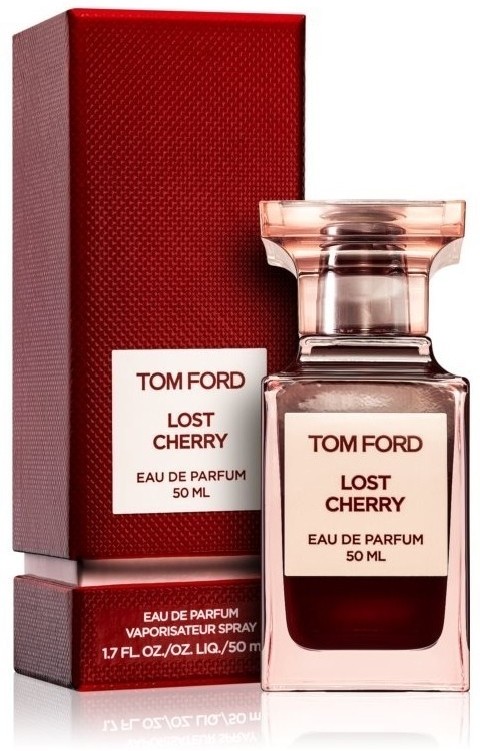 TOM FORD
LOST
CHERRY
EAU DE PARFUM
50 ML
EAU DE PARFUM
VAPORISATEUR SPRAY
1.7 FL. OZ./OZ. LIQ./50 m
TOM FORD
LOST
CHERRY
EAU DE PARFUM
50 ML